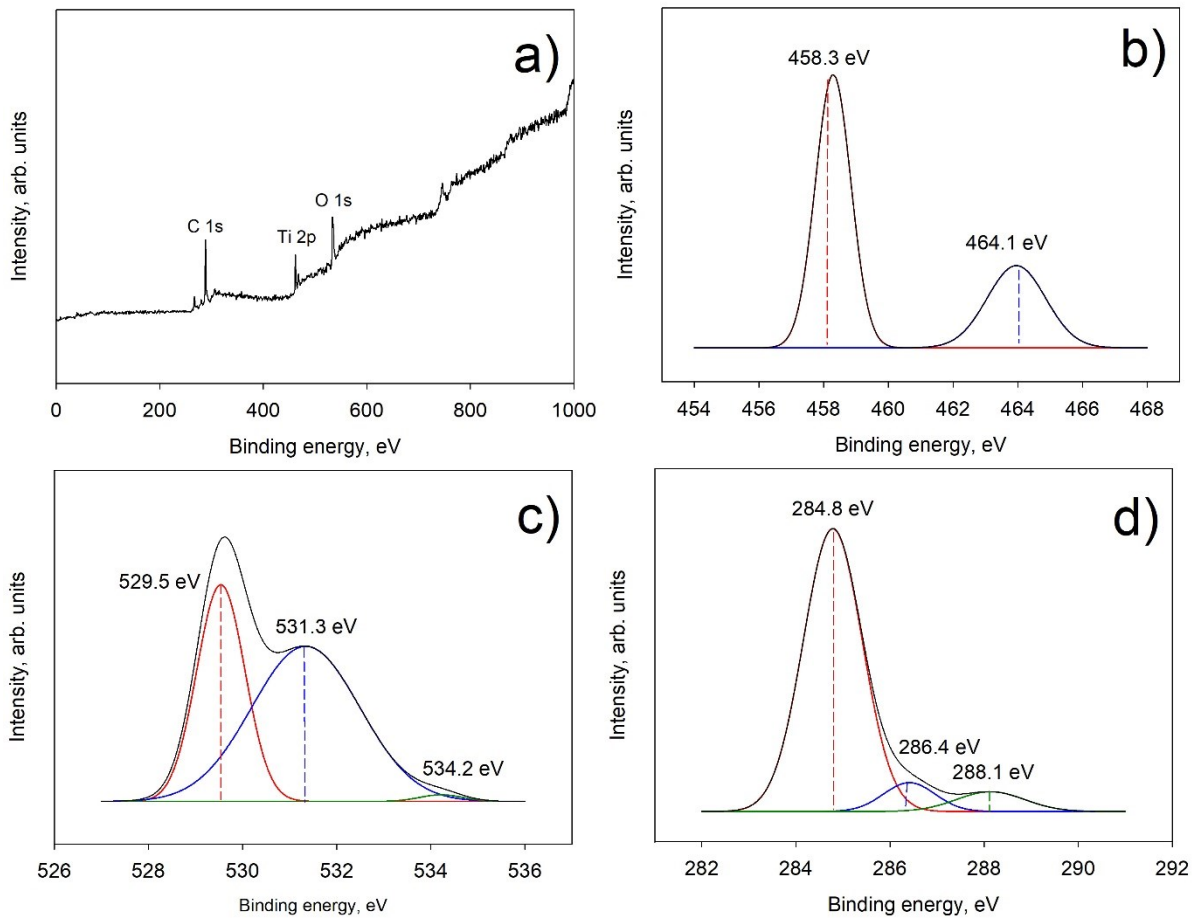 a)
C 1s
Ti 2p
O 1s
Intensity, arb. units
0 200 400 600 800 1000
Binding energy, eV
b)
458.3 eV
464.1 eV
Intensity, arb. units
454 456 458 460 462 464 466 468
Binding energy, eV
c)
529.5 eV
531.3 eV
534.2 eV
Intensity, arb. units
526 528 530 532 534 536
Binding energy, eV
d)
284.8 eV
286.4 eV
288.1 eV
Intensity, arb. units
282 284 286 288 290 292
Binding energy, eV